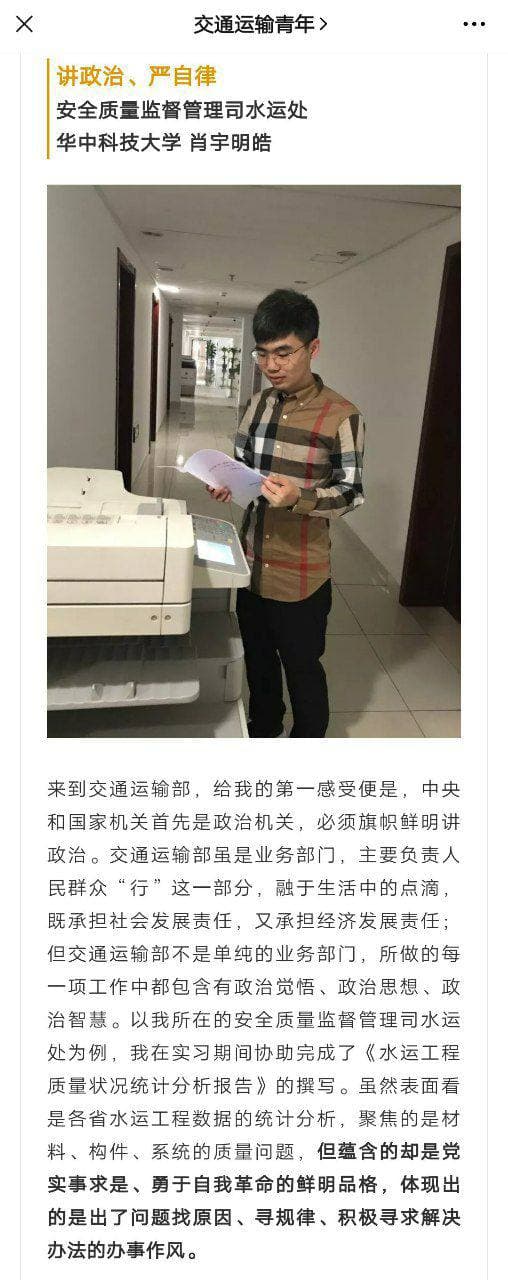 交通运输青年
讲政治、严自律
安全质量监督管理司水运处
华中科技大学 肖宇明皓
来到交通运输部，给我的第一感受便是，中央
和国家机关首先是政治机关，必须旗帜鲜明讲
政治。交通运输部虽是业务部门，主要负责人
民群众“行”这一部分，融于生活中的点滴，
既承担社会发展责任，又承担经济发展责任；
但交通运输部不是单纯的业务部门，所做的每
一项工作中都包含有政治觉悟、政治思想、政
治智慧。以我所在的安全质量监督管理司水运
处为例，我在实习期间协助完成了《水运工程
质量状况统计分析报告》的撰写。虽然表面看
是各省水运工程数据的统计分析，聚焦的是材
料、构件、系统的质量问题，但蕴含的却是党
实事求是、勇于自我革命的鲜明品格，体现出
的是出了问题找原因、寻规律、积极寻求解决
办法的办事作风。